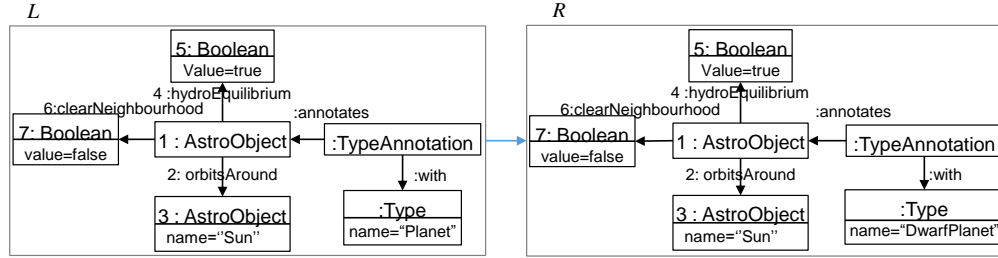 L
5: Boolean
Value=true
4 :hydroEquilibrium
6:clearNeighbourhood
:annotates
7: Boolean
value=false
1 : AstroObject
:TypeAnnotation
2: orbitsAround
:with
3 : AstroObject
name=‘’Sun’’
:Type
name=“Planet”
R
5: Boolean
Value=true
4 :hydroEquilibrium
6:clearNeighbourhood
:annotates
7: Boolean
value=false
1 : AstroObject
:TypeAnnotation
2: orbitsAround
:with
3 : AstroObject
name=‘’Sun’’
:Type
name=“DwarfPlanet”